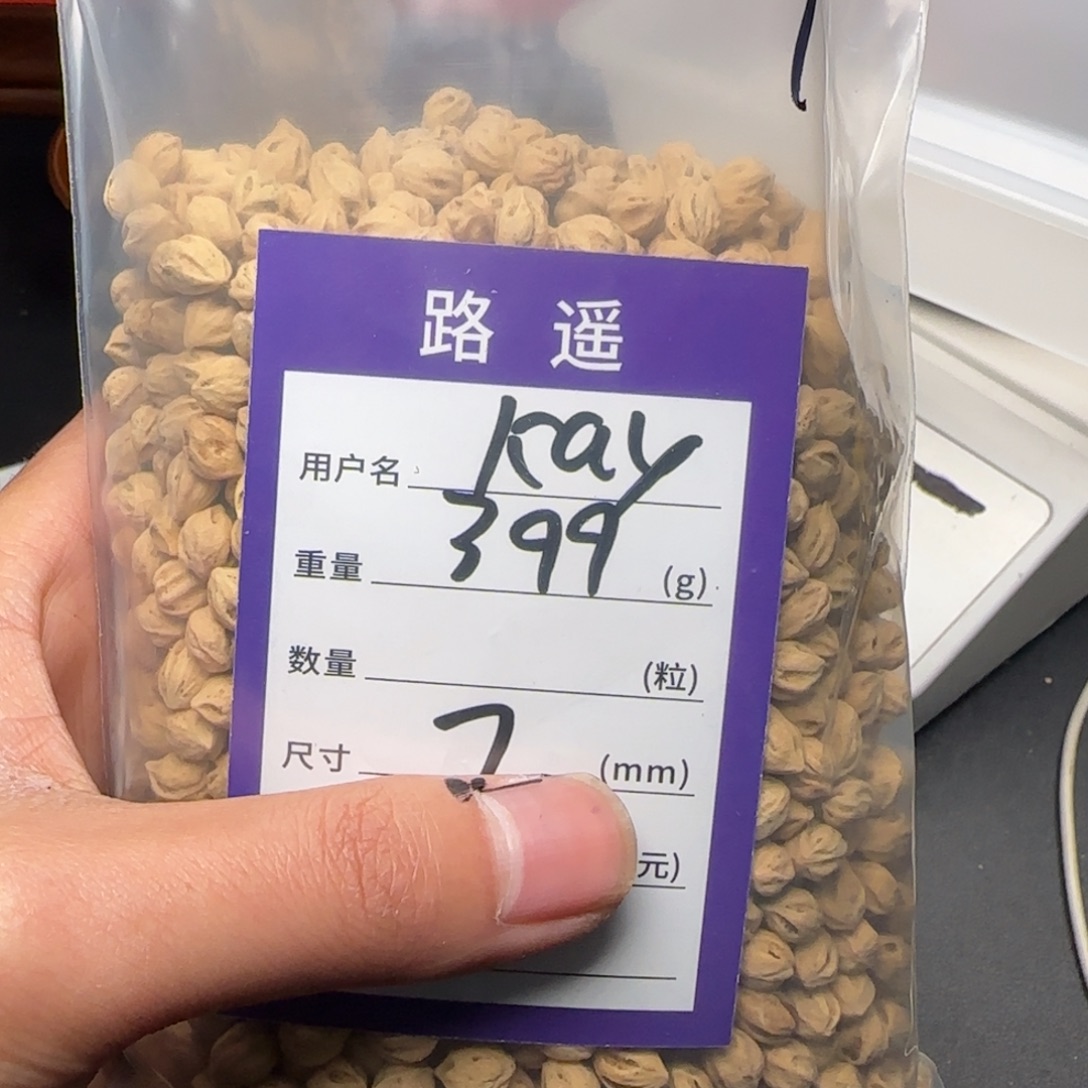 路遥
用户名 kay
重量 399 (g)
数量 (粒)
尺寸 7 (mm)
元)